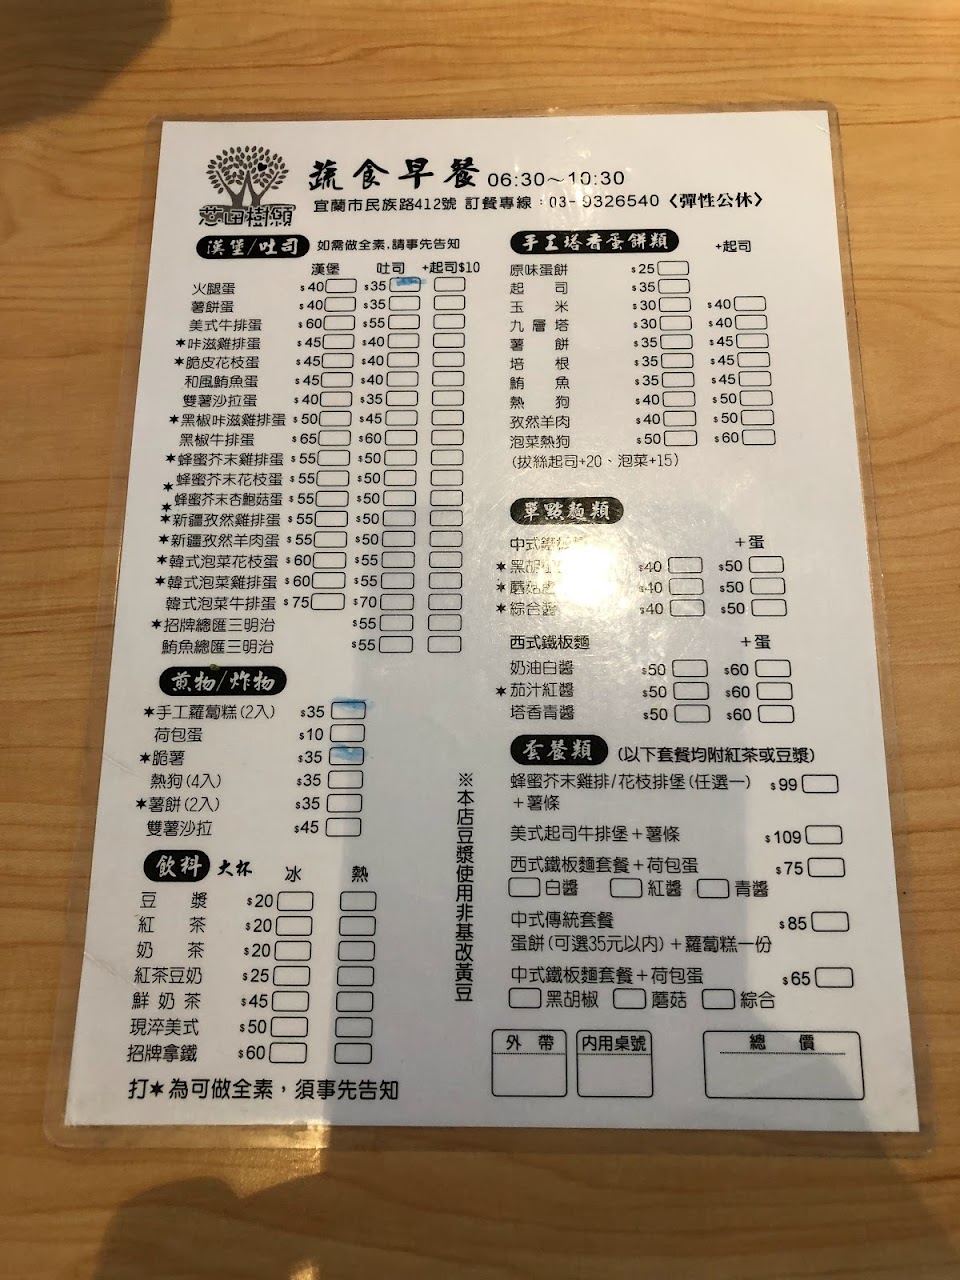 蔬食早餐 06:30～10:30
惹田樹願
宜蘭市民族路412號 訂餐專線：03-9326540〈彈性公休〉
漢堡/吐司 如需做全素,請事先告知
漢堡 吐司 +起司$10
火腿蛋 $40 $35
薯餅蛋 $40 $35
美式牛排蛋 $60 $55
★咔滋雞排蛋 $45 $40
★脆皮花枝蛋 $45 $40
和風鮪魚蛋 $45 $40
雙薯沙拉蛋 $40 $35
★黑椒咔滋雞排蛋 $50 $45
黑椒牛排蛋 $65 $60
★蜂蜜芥末雞排蛋 $55 $50
★蜂蜜芥末花枝蛋 $55 $50
★蜂蜜芥末杏鮑菇蛋 $55 $50
★新疆孜然雞排蛋 $55 $50
★新疆孜然羊肉蛋 $55 $50
★韓式泡菜花枝蛋 $60 $55
★韓式泡菜雞排蛋 $60 $55
韓式泡菜牛排蛋 $75 $70
★招牌總匯三明治 $55
鮪魚總匯三明治 $55
煎物/炸物
★手工蘿蔔糕(2入) $35
荷包蛋 $10
★脆薯 $35
熱狗(4入) $35
★薯餅(2入) $35
雙薯沙拉 $45
飲料 大杯 冰 熱
豆漿 $20
紅茶 $20
奶茶 $20
紅茶豆奶 $25
鮮奶茶 $45
現淬美式 $50
招牌拿鐵 $60
打★為可做全素，須事先告知
※本店豆漿使用非基改黃豆
手工塔香蛋餅類 +起司
原味蛋餅 $25
起司 $35
玉米 $30 $40
九層塔 $30 $40
薯餅 $35 $45
培根 $35 $45
鮪魚 $35 $45
熱狗 $40 $50
孜然羊肉 $40 $50
泡菜熱狗 $50 $60
(拔絲起司+20、泡菜+15)
單點麵類
中式鐵板麵 +蛋
★黑胡 $40 $50
★蘑菇 $40 $50
★綜合醬 $40 $50
西式鐵板麵 +蛋
奶油白醬 $50 $60
★茄汁紅醬 $50 $60
塔香青醬 $50 $60
套餐類 (以下套餐均附紅茶或豆漿)
蜂蜜芥末雞排/花枝排堡(任選一) $99
+薯條
美式起司牛排堡+薯條 $109
西式鐵板麵套餐+荷包蛋 $75
白醬 紅醬 青醬
中式傳統套餐 $85
蛋餅(可選35元以內)+蘿蔔糕一份
中式鐵板麵套餐+荷包蛋 $65
黑胡椒 蘑菇 綜合
外帶 內用桌號 總價